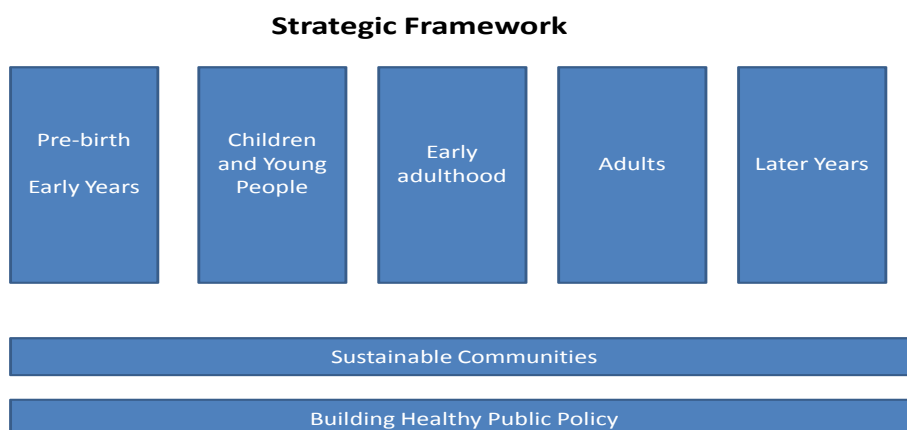 Strategic Framework
Pre-birth
Early Years
Children
and Young
People
Early
adulthood
Adults
Later Years
Sustainable Communities
Building Healthy Public Policy